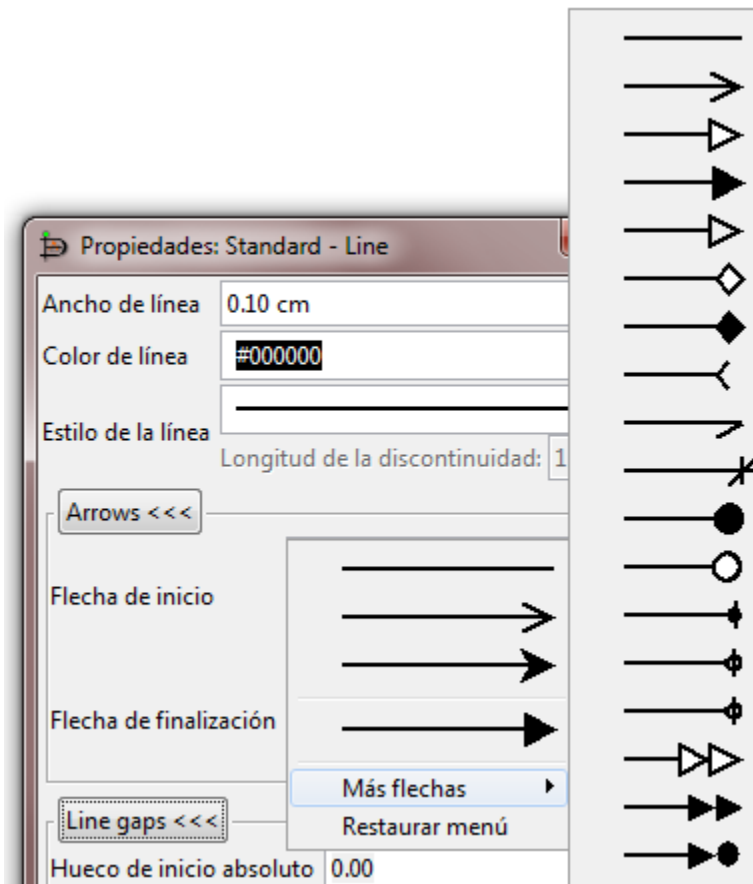 Propiedades: Standard - Line
Ancho de línea 0.10 cm
Color de línea #000000
Estilo de la línea
Longitud de la discontinuidad: 1
Arrows <<<
Flecha de inicio
Flecha de finalización
Más flechas
Restaurar menú
Line gaps <<<
Hueco de inicio absoluto 0.00